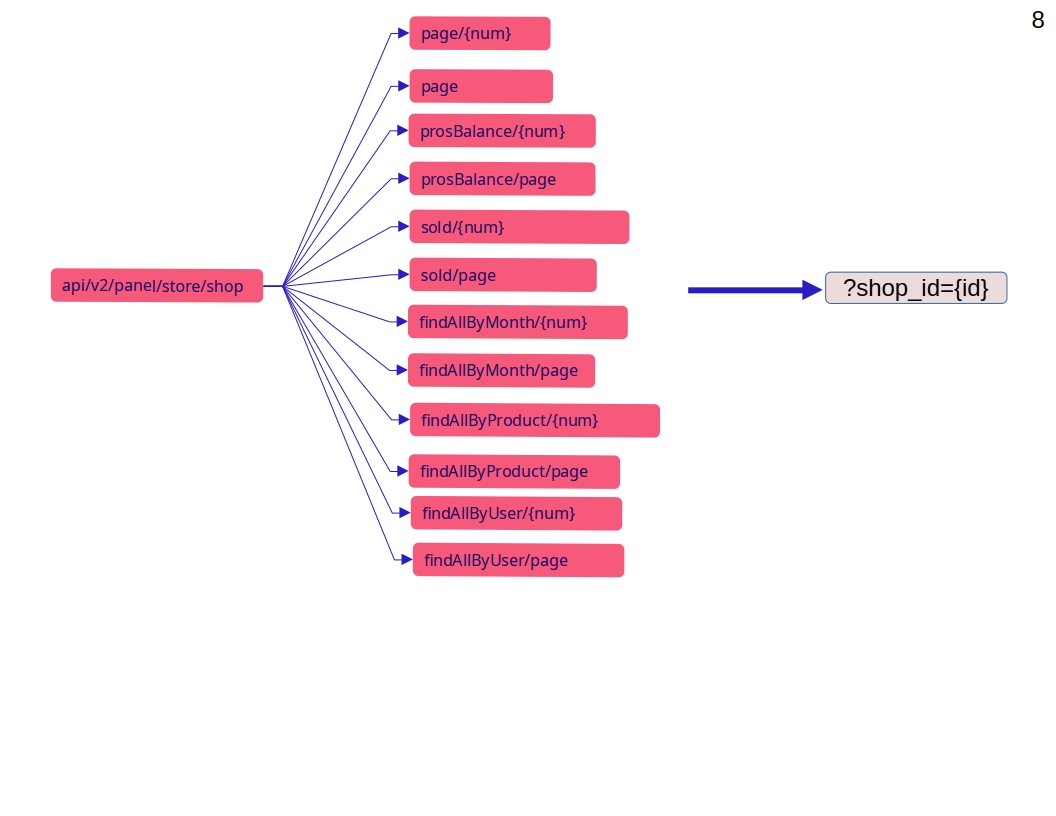 8
page/{num}
page
prosBalance/{num}
prosBalance/page
sold/{num}
sold/page
api/v2/panel/store/shop
?shop_id={id}
findAllByMonth/{num}
findAllByMonth/page
findAllByProduct/{num}
findAllByProduct/page
findAllByUser/{num}
findAllByUser/page